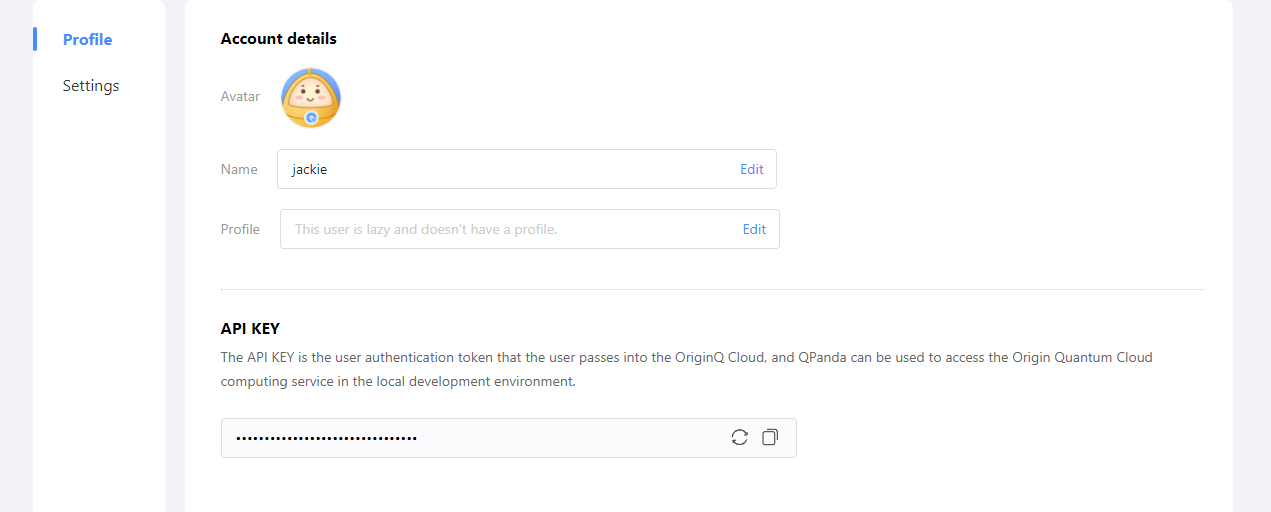 Profile
Settings
Account details
Avatar
Name
jackie
Edit
Profile
This user is lazy and doesn't have a profile.
Edit
API KEY
The API KEY is the user authentication token that the user passes into the OriginQ Cloud, and QPanda can be used to access the Origin Quantum Cloud
computing service in the local development environment.
••••••••••••••••••••••••••••••••